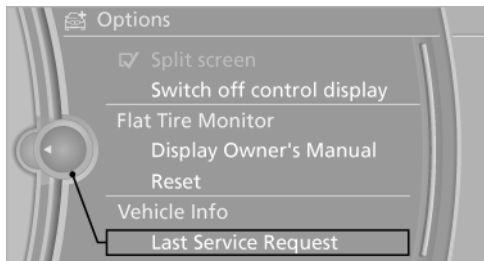 Options
Split screen
Switch off control display
Flat Tire Monitor
Display Owner's Manual
Reset
Vehicle Info
Last Service Request